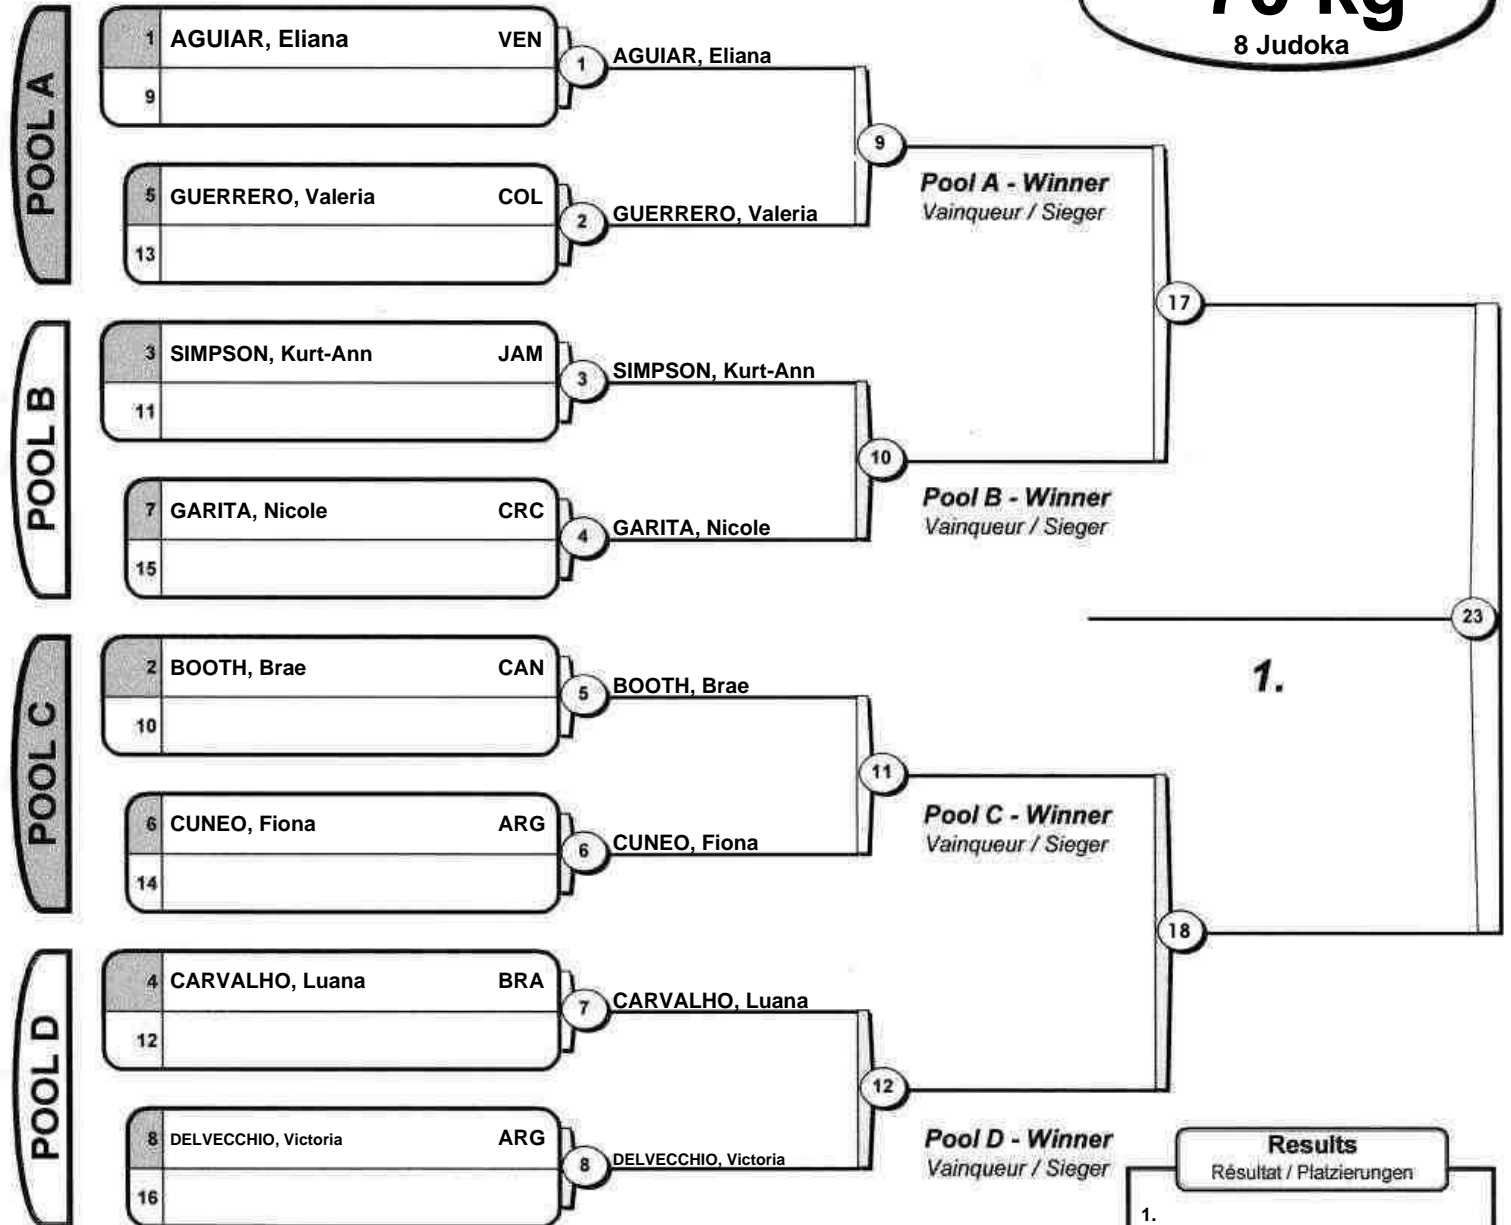 70 kg
8 Judoka
POOL A
1 AGUIAR, Eliana VEN
9
1 AGUIAR, Eliana
5 GUERRERO, Valeria COL
13
2 GUERRERO, Valeria
9
Pool A - Winner
Vainqueur / Sieger
POOL B
3 SIMPSON, Kurt-Ann JAM
11
3 SIMPSON, Kurt-Ann
7 GARITA, Nicole CRC
15
4 GARITA, Nicole
10
Pool B - Winner
Vainqueur / Sieger
17
POOL C
2 BOOTH, Brae CAN
10
5 BOOTH, Brae
6 CUNEO, Fiona ARG
14
6 CUNEO, Fiona
11
Pool C - Winner
Vainqueur / Sieger
23
1.
POOL D
4 CARVALHO, Luana BRA
12
7 CARVALHO, Luana
8 DELVECCHIO, Victoria ARG
16
8 DELVECCHIO, Victoria
12
Pool D - Winner
Vainqueur / Sieger
18
Results
Résultat / Platzierungen
1.